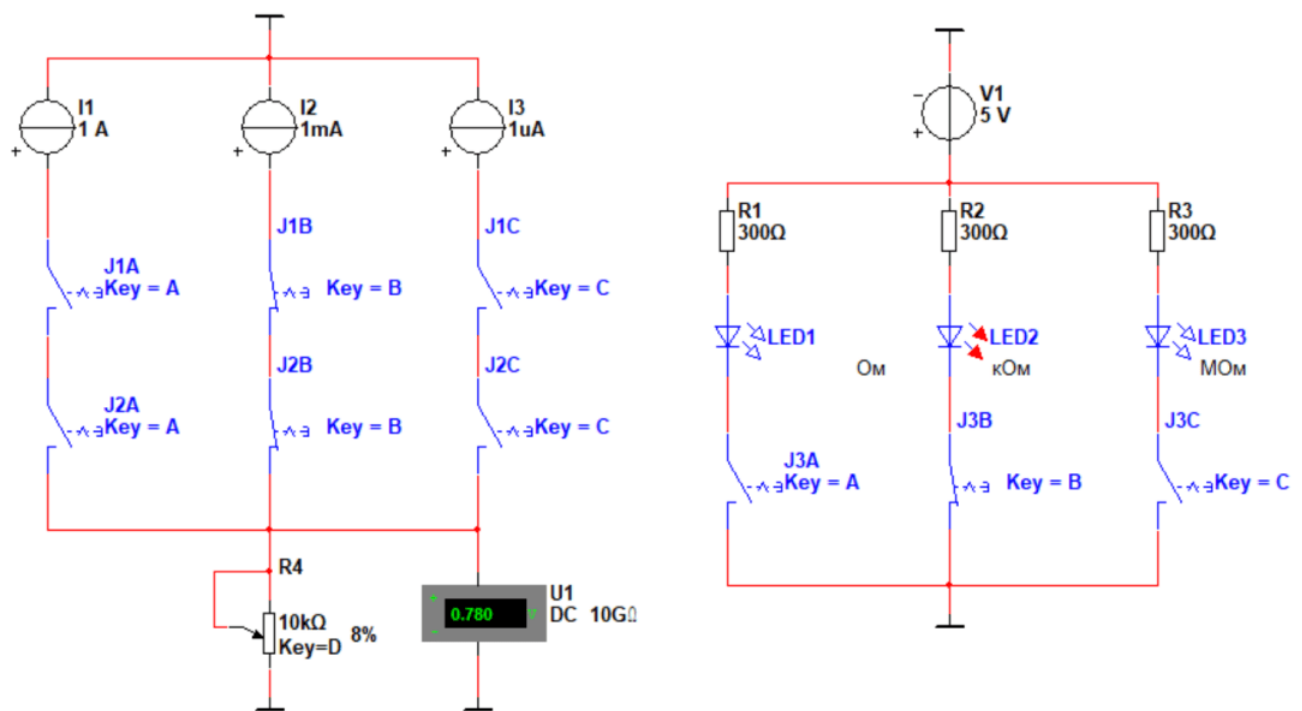 I1
1 A
I2
1mA
I3
1uA
+
+
+
J1B
J1C
J1A
Key = A
Key = B
Key = C
J2B
J2C
J2A
Key = A
Key = B
Key = C
R4
10kΩ
Key=D
8%
+
0.780
V
-
U1
DC 10GΩ
V1
5 V
-
+
R1
300Ω
R2
300Ω
R3
300Ω
LED1
LED2
LED3
Ом
кОм
МОм
J3B
J3C
J3A
Key = A
Key = B
Key = C